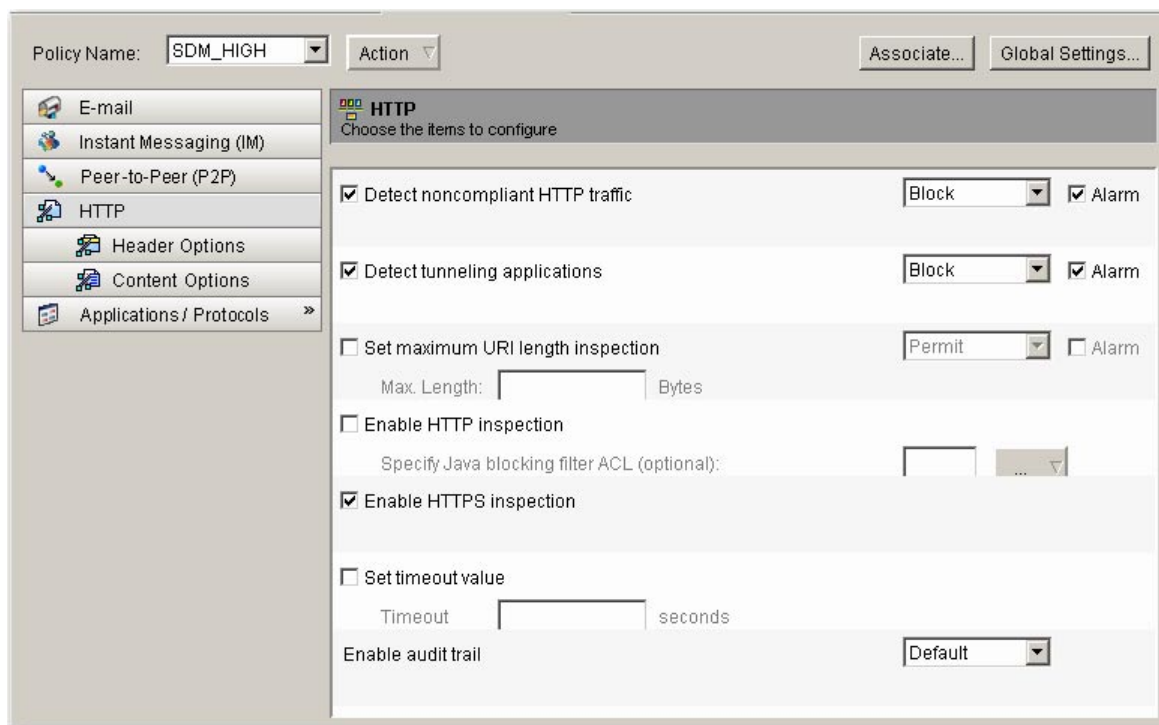 Policy Name: SDM_HIGH Action Associate... Global Settings...
E-mail
Instant Messaging (IM)
Peer-to-Peer (P2P)
HTTP
Header Options
Content Options
Applications / Protocols »
HTTP
Choose the items to configure
Detect noncompliant HTTP traffic Block Alarm
Detect tunneling applications Block Alarm
Set maximum URI length inspection Permit Alarm
Max. Length: Bytes
Enable HTTP inspection
Specify Java blocking filter ACL (optional): ...
Enable HTTPS inspection
Set timeout value
Timeout seconds
Enable audit trail Default